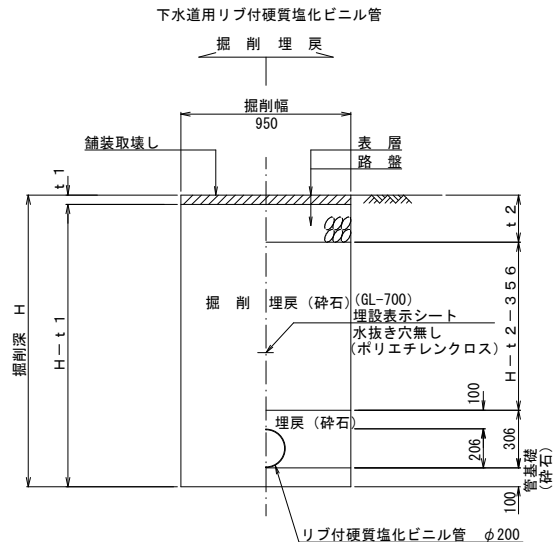 下水道用リブ付硬質塩化ビニル管
掘 削 埋 戻
掘削幅
950
舗装取壊し
表 層
路 盤
t1
t2
掘削深 H
H-t1
掘 削
埋戻 (砕石)
(GL-700)
埋設表示シート
水抜き穴無し
(ポリエチレンクロス)
H-t2-356
100
埋戻 (砕石)
206
306
管基礎
(砕石)
100
リブ付硬質塩化ビニル管 φ200